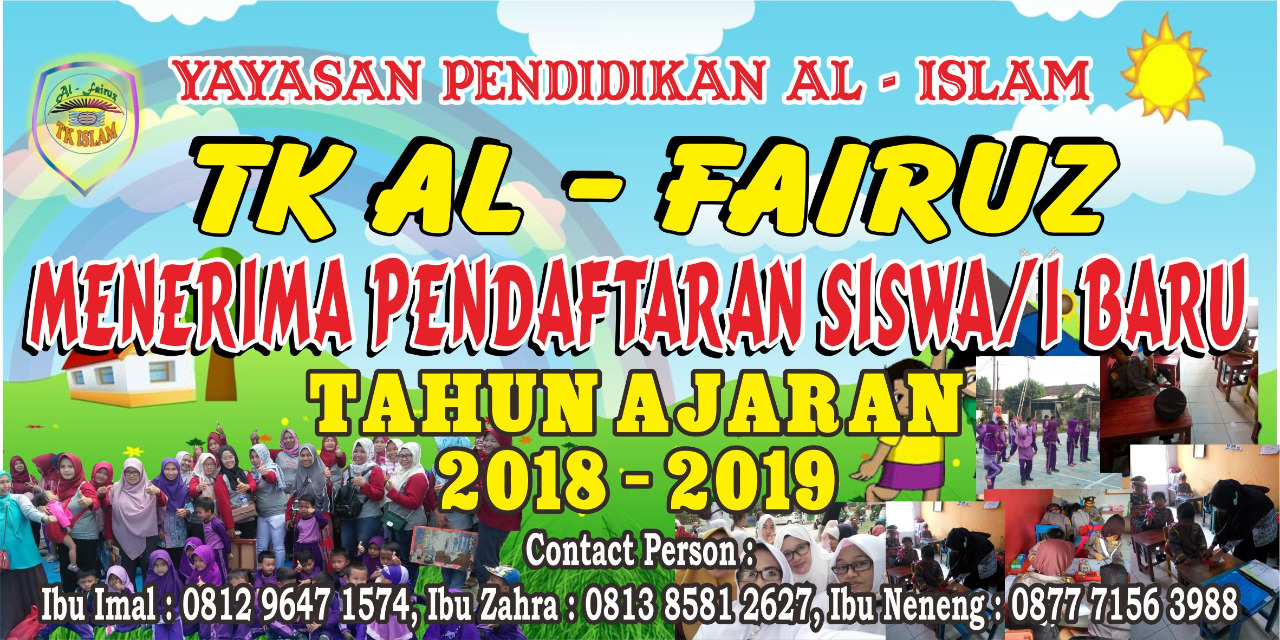 Al - Fairuz
TK ISLAM
YAYASAN PENDIDIKAN AL - ISLAM
TK AL - FAIRUZ
MENERIMA PENDAFTARAN SISWA/I BARU
TAHUN AJARAN
2018 - 2019
Contact Person :
Ibu Imal : 0812 9647 1574, Ibu Zahra : 0813 8581 2627, Ibu Neneng : 0877 7156 3988